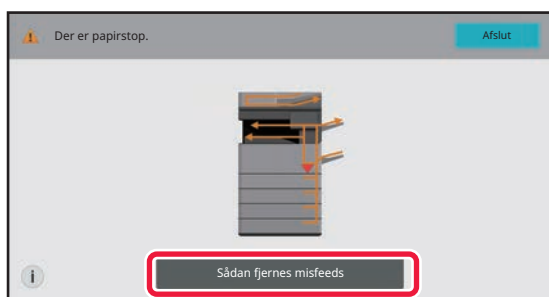 Der er papirstop.
Afslut
i
Sådan fjernes misfeeds